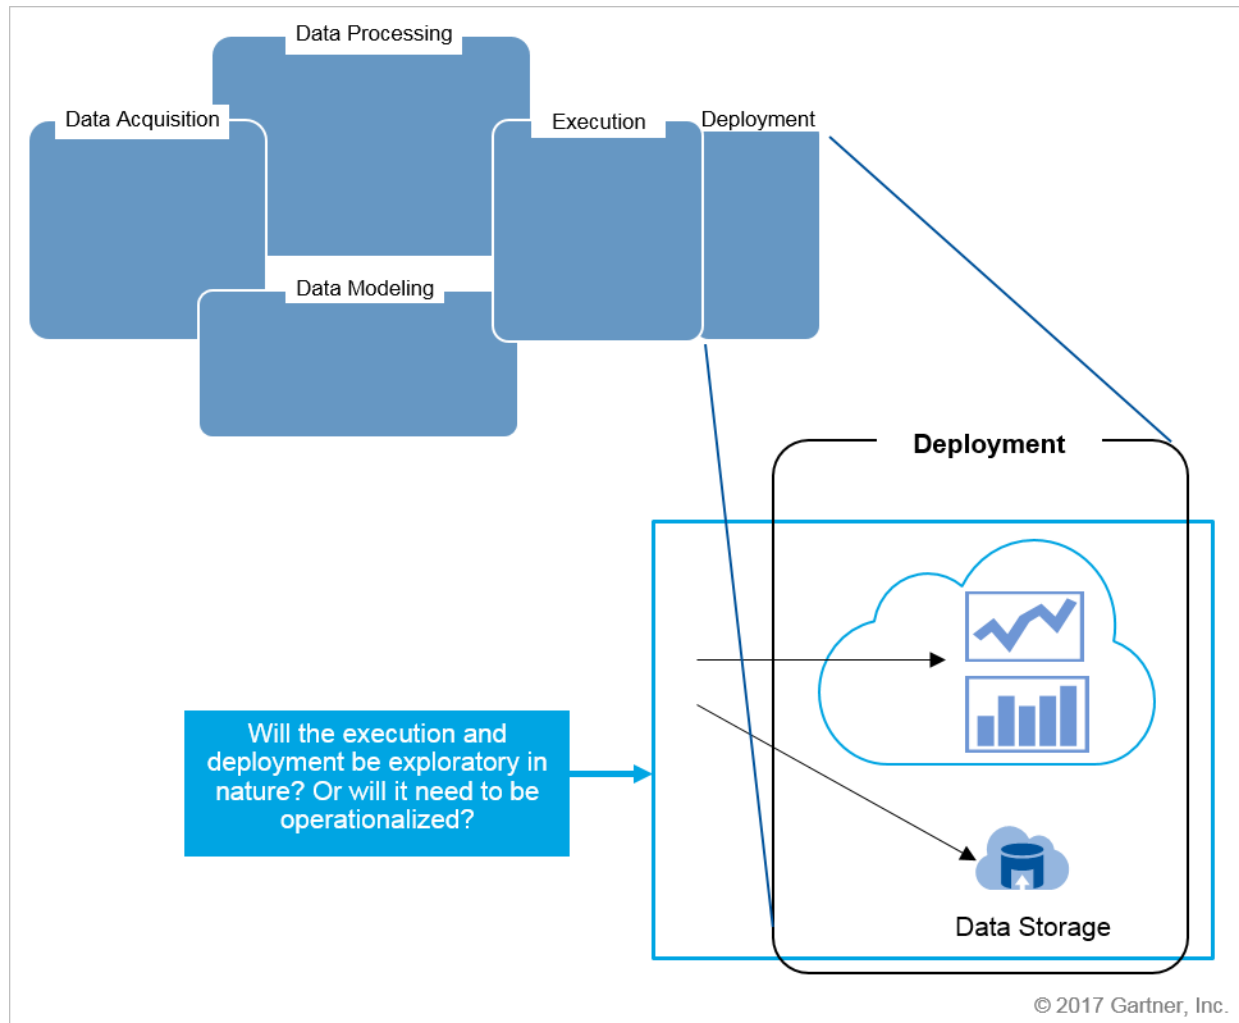 Data Processing
Data Acquisition
Execution
Deployment
Data Modeling
Deployment
Will the execution and
deployment be exploratory in
nature? Or will it need to be
operationalized?
Data Storage
© 2017 Gartner, Inc.